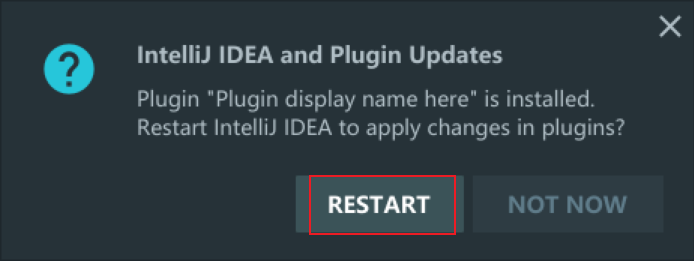 IntelliJ IDEA and Plugin Updates
Plugin "Plugin display name here" is installed.
Restart IntelliJ IDEA to apply changes in plugins?
RESTART
NOT NOW